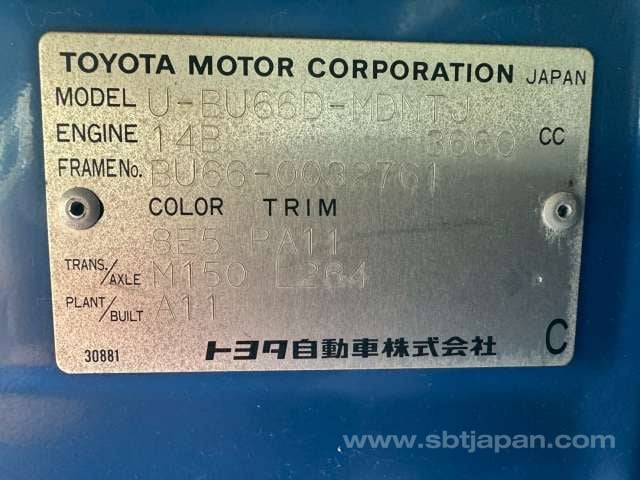 TOYOTA MOTOR CORPORATION JAPAN
MODEL U-BU66D-MDMTJ
ENGINE 14B 3660 CC
FRAME No. BU66-0032761
COLOR TRIM
8E5 RA11
TRANS./AXLE M150 L264
PLANT/BUILT A11
30881 トヨタ自動車株式会社 C
www.sbtjapan.com